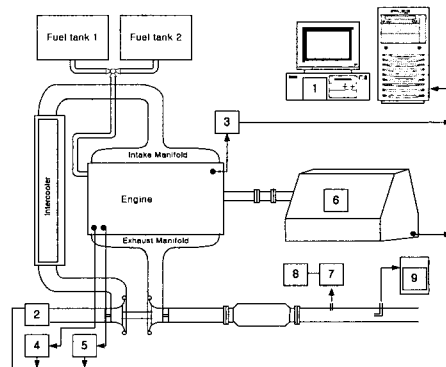 Fuel tank 1
Fuel tank 2
1
3
Intake Manifold
Intercooler
Engine
6
Exhaust Manifold
2
8
7
9
4
5